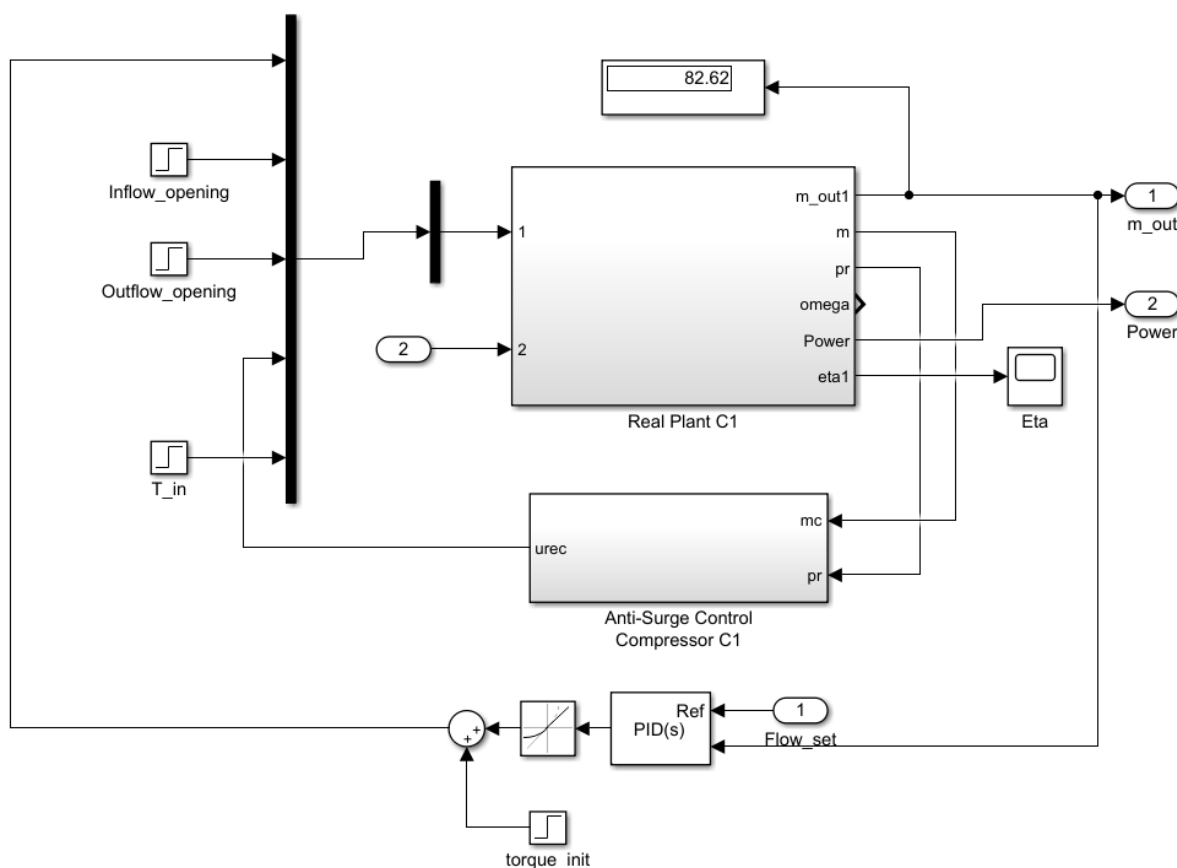 82.62
Inflow_opening
Outflow_opening
T_in
1
2
2
m_out1
m
pr
omega
Power
eta1
Real Plant C1
1
m_out
2
Power
Eta
urec
mc
pr
Anti-Surge Control
Compressor C1
Ref
PID(s)
1
Flow_set
+
+
torque_init